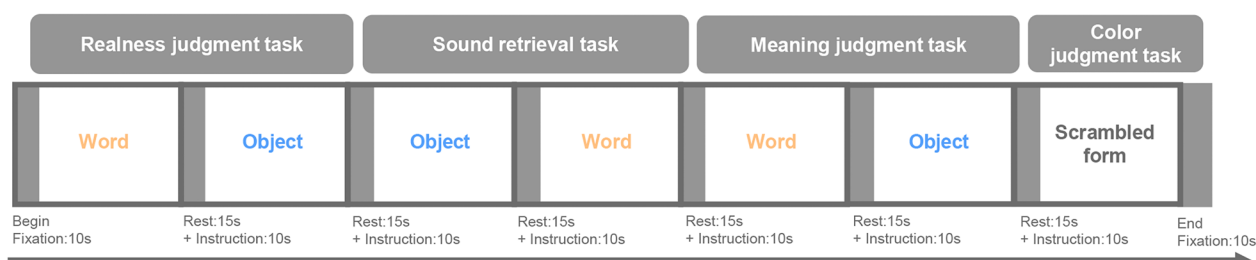 Realness judgment task
Sound retrieval task
Meaning judgment task
Color
judgment task
Word
Object
Object
Word
Word
Object
Scrambled
form
Begin
Fixation:10s
Rest:15s
+ Instruction:10s
Rest:15s
+ Instruction:10s
Rest:15s
+ Instruction:10s
Rest:15s
+ Instruction:10s
Rest:15s
+ Instruction:10s
Rest:15s
+ Instruction:10s
End
Fixation:10s